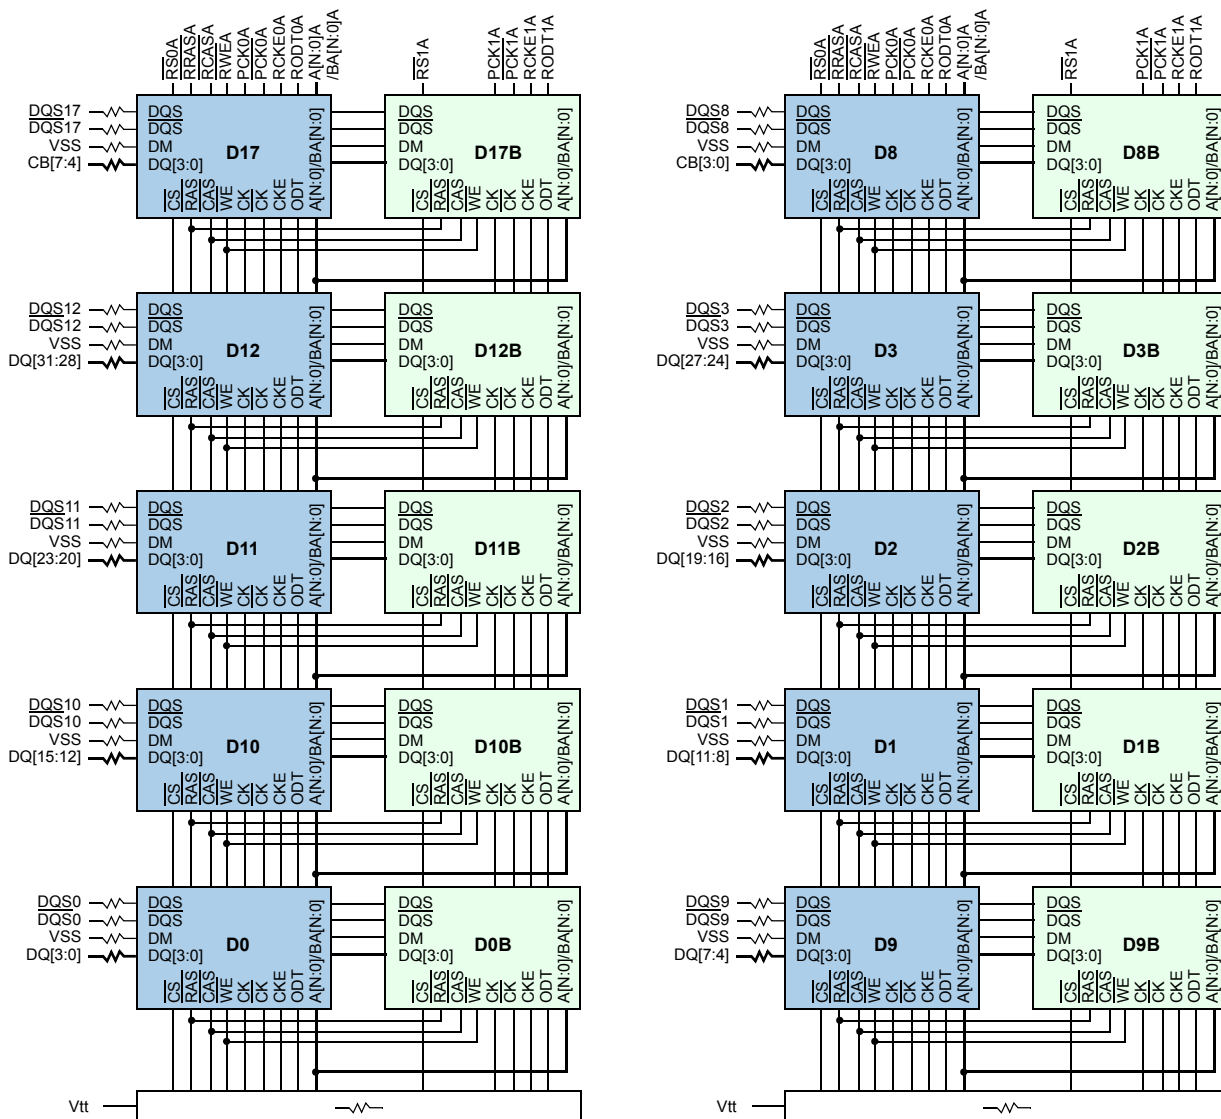 RS0A
RRASA
RCASA
RWEA
PCK0A
PCK0A
RCKE0A
RODT0A
A[N:0]A
/BA[N:0]A
RS1A
PCK1A
PCK1A
RCKE1A
RODT1A
RS0A
RRASA
RCASA
RWEA
PCK0A
PCK0A
RCKE0A
RODT0A
A[N:0]A
/BA[N:0]A
RS1A
PCK1A
PCK1A
RCKE1A
RODT1A
DQS17
DQS17
VSS
CB[7:4]
DQS
DQS
DM
DQ[3:0]
D17
CS
RAS
CAS
WE
CK
CK
CKE
ODT
A[N:0]/BA[N:0]
DQS
DQS
DM
DQ[3:0]
D17B
CS
RAS
CAS
WE
CK
CK
CKE
ODT
A[N:0]/BA[N:0]
DQS8
DQS8
VSS
CB[3:0]
DQS
DQS
DM
DQ[3:0]
D8
CS
RAS
CAS
WE
CK
CK
CKE
ODT
A[N:0]/BA[N:0]
DQS
DQS
DM
DQ[3:0]
D8B
CS
RAS
CAS
WE
CK
CK
CKE
ODT
A[N:0]/BA[N:0]
DQS12
DQS12
VSS
DQ[31:28]
DQS
DQS
DM
DQ[3:0]
D12
CS
RAS
CAS
WE
CK
CK
CKE
ODT
A[N:0]/BA[N:0]
DQS
DQS
DM
DQ[3:0]
D12B
CS
RAS
CAS
WE
CK
CK
CKE
ODT
A[N:0]/BA[N:0]
DQS3
DQS3
VSS
DQ[27:24]
DQS
DQS
DM
DQ[3:0]
D3
CS
RAS
CAS
WE
CK
CK
CKE
ODT
A[N:0]/BA[N:0]
DQS
DQS
DM
DQ[3:0]
D3B
CS
RAS
CAS
WE
CK
CK
CKE
ODT
A[N:0]/BA[N:0]
DQS11
DQS11
VSS
DQ[23:20]
DQS
DQS
DM
DQ[3:0]
D11
CS
RAS
CAS
WE
CK
CK
CKE
ODT
A[N:0]/BA[N:0]
DQS
DQS
DM
DQ[3:0]
D11B
CS
RAS
CAS
WE
CK
CK
CKE
ODT
A[N:0]/BA[N:0]
DQS2
DQS2
VSS
DQ[19:16]
DQS
DQS
DM
DQ[3:0]
D2
CS
RAS
CAS
WE
CK
CK
CKE
ODT
A[N:0]/BA[N:0]
DQS
DQS
DM
DQ[3:0]
D2B
CS
RAS
CAS
WE
CK
CK
CKE
ODT
A[N:0]/BA[N:0]
DQS10
DQS10
VSS
DQ[15:12]
DQS
DQS
DM
DQ[3:0]
D10
CS
RAS
CAS
WE
CK
CK
CKE
ODT
A[N:0]/BA[N:0]
DQS
DQS
DM
DQ[3:0]
D10B
CS
RAS
CAS
WE
CK
CK
CKE
ODT
A[N:0]/BA[N:0]
DQS1
DQS1
VSS
DQ[11:8]
DQS
DQS
DM
DQ[3:0]
D1
CS
RAS
CAS
WE
CK
CK
CKE
ODT
A[N:0]/BA[N:0]
DQS
DQS
DM
DQ[3:0]
D1B
CS
RAS
CAS
WE
CK
CK
CKE
ODT
A[N:0]/BA[N:0]
DQS0
DQS0
VSS
DQ[3:0]
DQS
DQS
DM
DQ[3:0]
D0
CS
RAS
CAS
WE
CK
CK
CKE
ODT
A[N:0]/BA[N:0]
DQS
DQS
DM
DQ[3:0]
D0B
CS
RAS
CAS
WE
CK
CK
CKE
ODT
A[N:0]/BA[N:0]
DQS9
DQS9
VSS
DQ[7:4]
DQS
DQS
DM
DQ[3:0]
D9
CS
RAS
CAS
WE
CK
CK
CKE
ODT
A[N:0]/BA[N:0]
DQS
DQS
DM
DQ[3:0]
D9B
CS
RAS
CAS
WE
CK
CK
CKE
ODT
A[N:0]/BA[N:0]
Vtt
Vtt